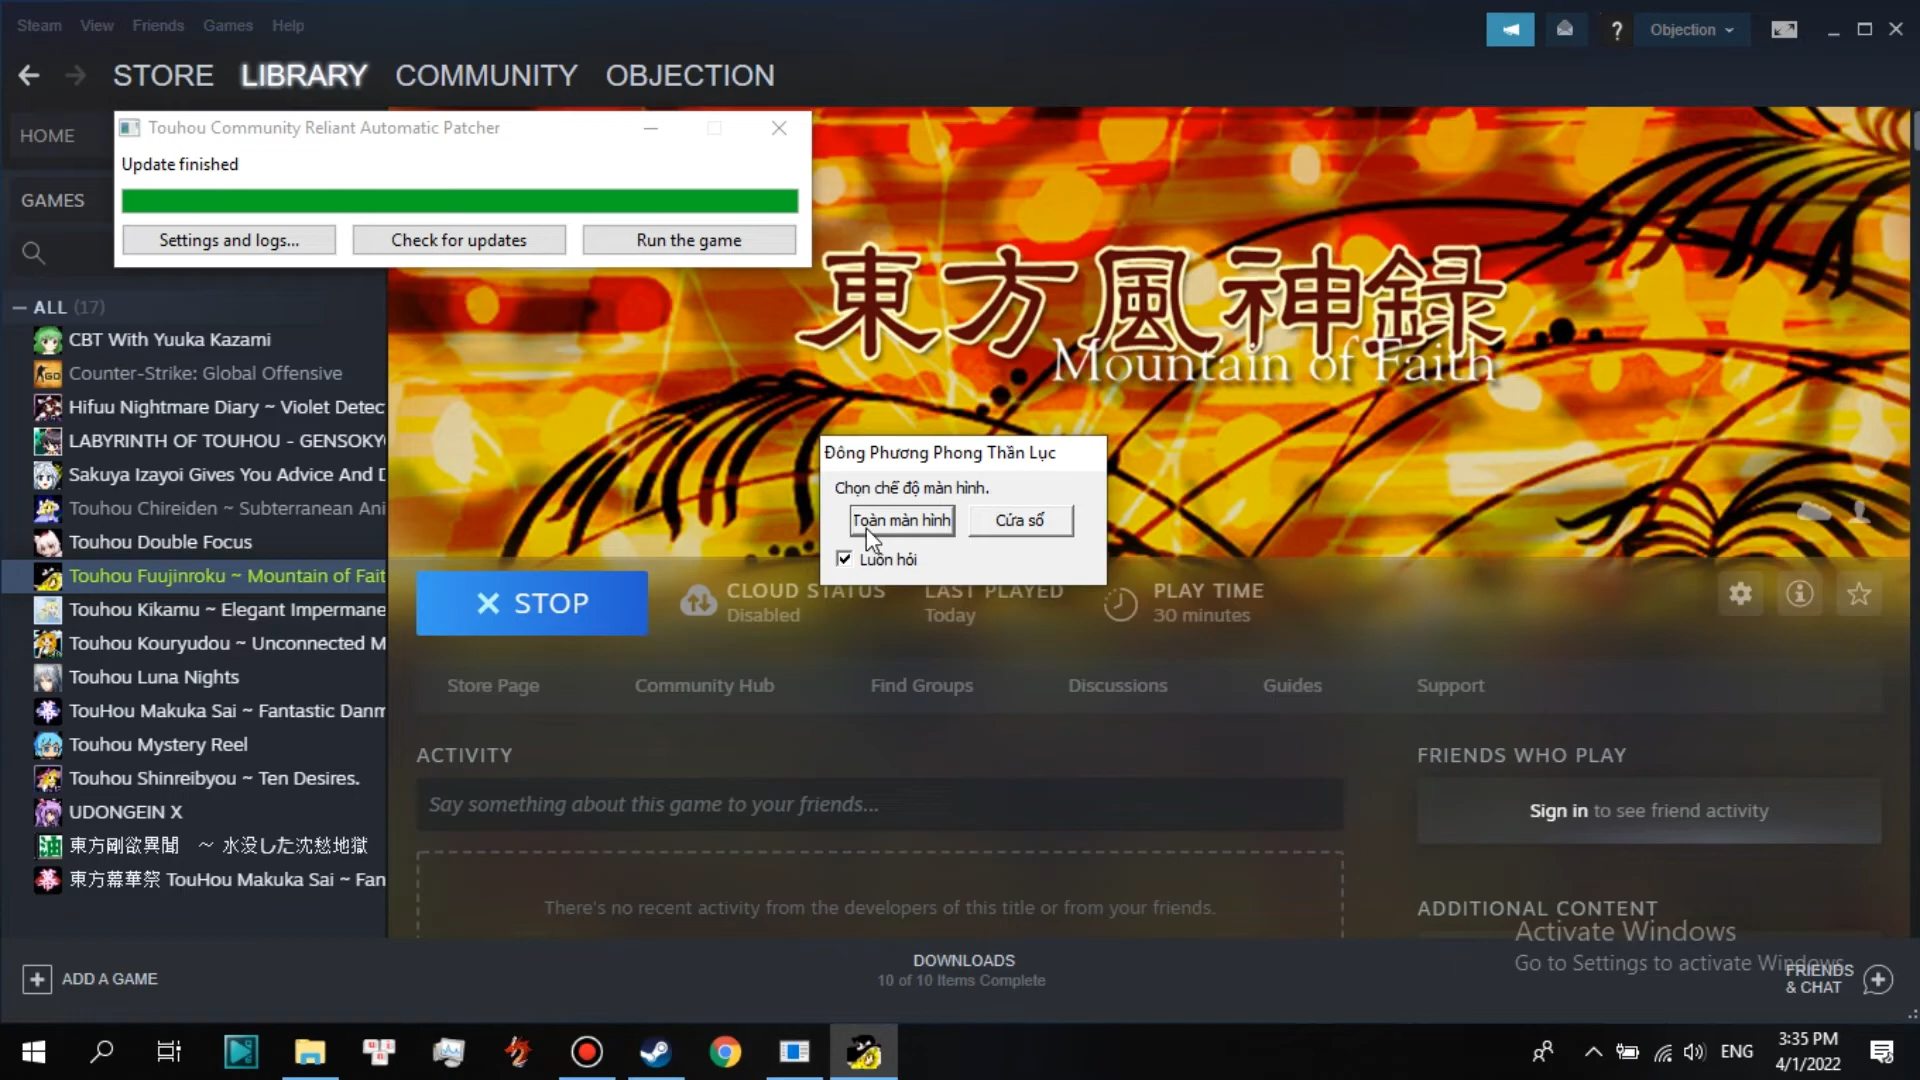 Steam View Friends Games Help
Objection
STORE LIBRARY COMMUNITY OBJECTION
HOME
GAMES
Touhou Community Reliant Automatic Patcher
Update finished
Settings and logs...
Check for updates
Run the game
東方風神録
Mountain of Faith
ALL (17)
CBT With Yuuka Kazami
Counter-Strike: Global Offensive
Hifuu Nightmare Diary ~ Violet Detec
LABYRINTH OF TOUHOU - GENSOKY
Sakuya Izayoi Gives You Advice And D
Touhou Chireiden ~ Subterranean Ani
Touhou Double Focus
Touhou Fuujinroku ~ Mountain of Fait
Touhou Kikamu ~ Elegant Impermane
Touhou Kouryudou ~ Unconnected M
Touhou Luna Nights
TouHou Makuka Sai ~ Fantastic Danm
Touhou Mystery Reel
Touhou Shinreibyou ~ Ten Desires.
UDONGEIN X
東方剛欲異聞 ～ 水没した沈愁地獄
東方幕華祭 TouHou Makuka Sai ~ Fan
Đông Phương Phong Thần Lục
Chọn chế độ màn hình.
Toàn màn hình
Cửa sổ
Luôn hỏi
STOP
CLOUD STATUS
Disabled
LAST PLAYED
Today
PLAY TIME
30 minutes
Store Page
Community Hub
Find Groups
Discussions
Guides
Support
ACTIVITY
Say something about this game to your friends...
There's no recent activity from the developers of this title or from your friends.
FRIENDS WHO PLAY
Sign in to see friend activity
ADDITIONAL CONTENT
Activate Windows
Go to Settings to activate Windows.
ADD A GAME
DOWNLOADS
10 of 10 Items Complete
FRIENDS
& CHAT
ENG
3:35 PM
4/1/2022